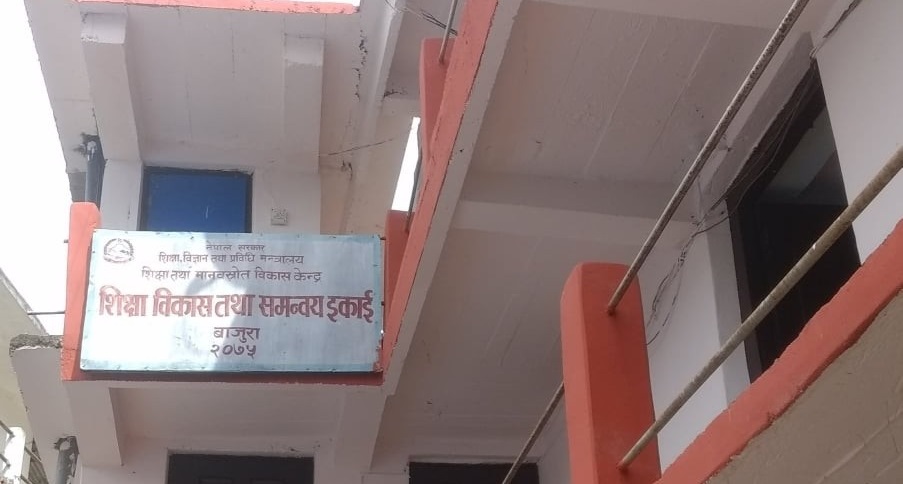 नेपाल सरकार
शिक्षा, विज्ञान तथा प्रविधि मन्त्रालय
शिक्षा तथा मानवस्रोत विकास केन्द्र
शिक्षा विकास तथा समन्वय इकाई
बाजुरा
२०७५